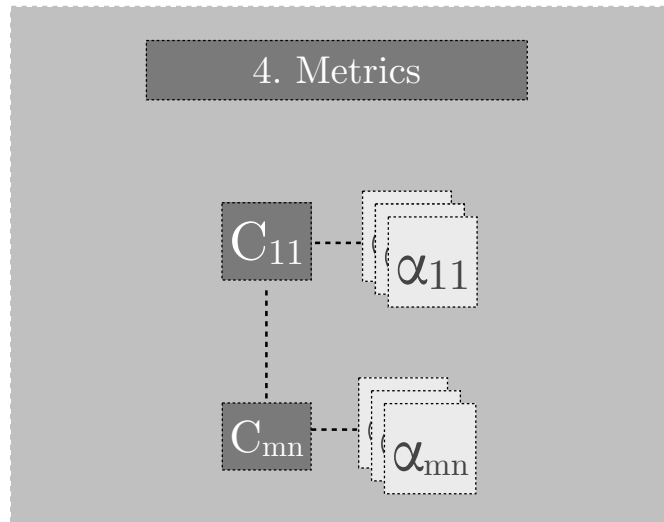 4. Metrics
C₁₁
α₁₁
Cₘₙ
αₘₙ